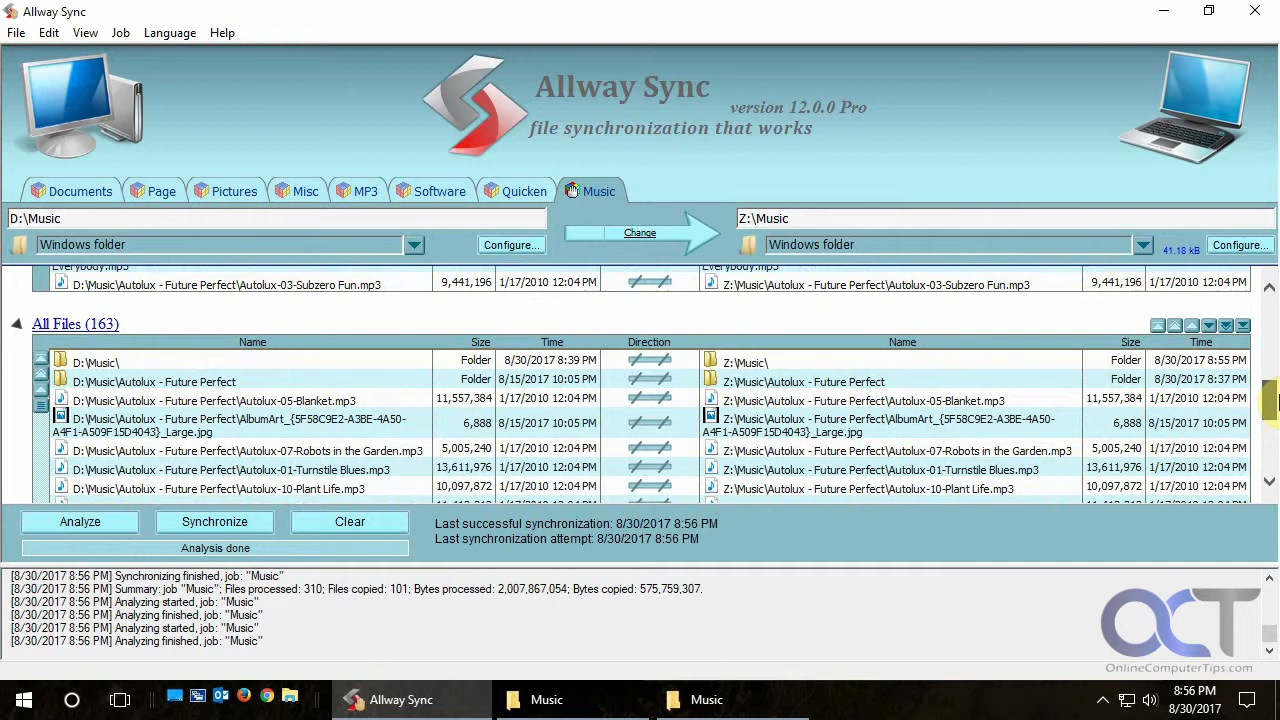 Allway Sync
File Edit View Job Language Help
Allway Sync
version 12.0.0 Pro
file synchronization that works
Documents Page Pictures Misc MP3 Software Quicken Music
D:\Music Z:\Music
Change
Windows folder Configure... Windows folder 41.18 kB Configure...
Everybody.mp3 Everybody.mp3
D:\Music\Autolux - Future Perfect\Autolux-03-Subzero Fun.mp3 9,441,196 1/17/2010 12:04 PM Z:\Music\Autolux - Future Perfect\Autolux-03-Subzero Fun.mp3 9,441,196 1/17/2010 12:04 PM
All Files (163)
Name Size Time Direction Name Size Time
D:\Music\ Folder 8/30/2017 8:39 PM Z:\Music\ Folder 8/30/2017 8:55 PM
D:\Music\Autolux - Future Perfect Folder 8/15/2017 10:05 PM Z:\Music\Autolux - Future Perfect Folder 8/30/2017 8:37 PM
D:\Music\Autolux - Future Perfect\Autolux-05-Blanket.mp3 11,557,384 1/17/2010 12:04 PM Z:\Music\Autolux - Future Perfect\Autolux-05-Blanket.mp3 11,557,384 1/17/2010 12:04 PM
D:\Music\Autolux - Future Perfect\AlbumArt_{5F58C9E2-A3BE-4A50- 6,888 8/15/2017 10:05 PM Z:\Music\Autolux - Future Perfect\AlbumArt_{5F58C9E2-A3BE-4A50- 6,888 8/15/2017 10:05 PM
A4F1-A509F15D4043}_Large.jpg A4F1-A509F15D4043}_Large.jpg
D:\Music\Autolux - Future Perfect\Autolux-07-Robots in the Garden.mp3 5,005,240 1/17/2010 12:04 PM Z:\Music\Autolux - Future Perfect\Autolux-07-Robots in the Garden.mp3 5,005,240 1/17/2010 12:04 PM
D:\Music\Autolux - Future Perfect\Autolux-01-Turnstile Blues.mp3 13,611,976 1/17/2010 12:04 PM Z:\Music\Autolux - Future Perfect\Autolux-01-Turnstile Blues.mp3 13,611,976 1/17/2010 12:04 PM
D:\Music\Autolux - Future Perfect\Autolux-10-Plant Life.mp3 10,097,872 1/17/2010 12:04 PM Z:\Music\Autolux - Future Perfect\Autolux-10-Plant Life.mp3 10,097,872 1/17/2010 12:04 PM
Analyze Synchronize Clear
Last successful synchronization: 8/30/2017 8:56 PM
Last synchronization attempt: 8/30/2017 8:56 PM
Analysis done
[8/30/2017 8:56 PM] Synchronizing finished, job: "Music"
[8/30/2017 8:56 PM] Summary: job "Music"; Files processed: 310; Files copied: 101; Bytes processed: 2,007,867,054; Bytes copied: 575,759,307.
[8/30/2017 8:56 PM] Analyzing started, job: "Music"
[8/30/2017 8:56 PM] Analyzing finished, job: "Music"
[8/30/2017 8:56 PM] Analyzing started, job: "Music"
[8/30/2017 8:56 PM] Analyzing finished, job: "Music"
OCT
OnlineComputerTips.com
Allway Sync Music Music
8:56 PM
8/30/2017